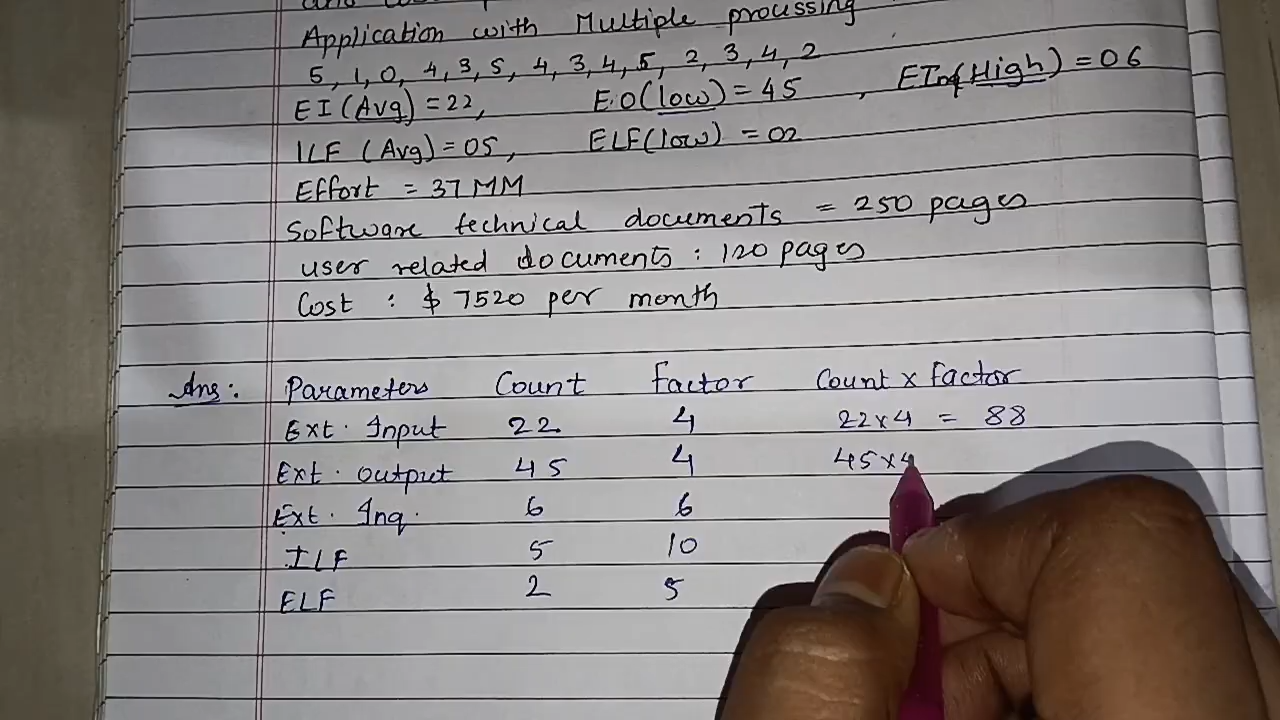 Application with Multiple processing
5, 1, 0, 4, 3, 5, 4, 3, 4, 5, 2, 3, 4, 2
EI (Avg) = 22, E.O (low) = 45, EInq (High) = 06
ILF (Avg) = 05, ELF (low) = 02
Effort = 37 MM
Software technical documents = 250 pages
user related documents : 120 pages
Cost : $ 7520 per month
Ans: Parameters Count Factor Count x Factor
Ext. Input 22 4 22x4 = 88
Ext. output 45 4 45x4
Ext. Inq. 6 6
ILF 5 10
ELF 2 5